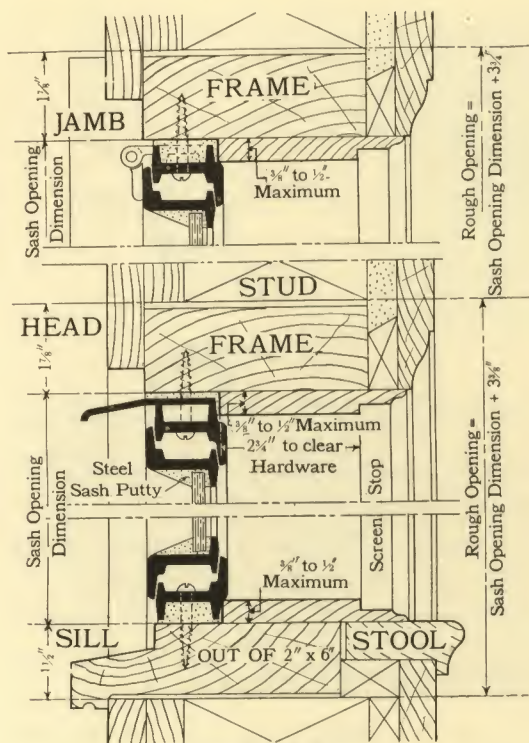 FRAME
1⅞"
JAMB
Sash Opening
Dimension
⅜" to ½"
Maximum
Rough Opening =
Sash Opening Dimension + 3¾"
STUD
HEAD
FRAME
1⅞"
⅜" to ½" Maximum
2¾" to clear
Hardware
Steel
Sash Putty
Sash Opening
Dimension
Screen Stop
Rough Opening =
Sash Opening Dimension + 3⅜"
⅜" to ½"
Maximum
SILL
STOOL
OUT OF 2" x 6"
1½"